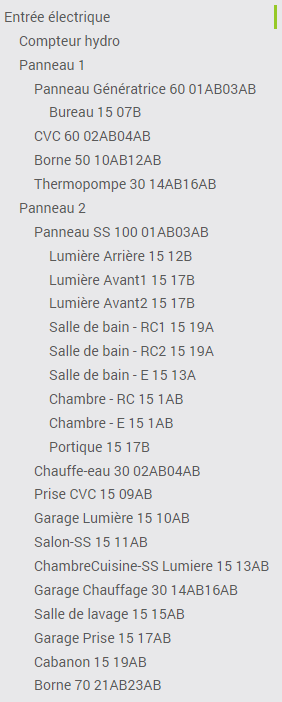 Entrée électrique
Compteur hydro
Panneau 1
Panneau Génératrice 60 01AB03AB
Bureau 15 07B
CVC 60 02AB04AB
Borne 50 10AB12AB
Thermopompe 30 14AB16AB
Panneau 2
Panneau SS 100 01AB03AB
Lumière Arrière 15 12B
Lumière Avant1 15 17B
Lumière Avant2 15 17B
Salle de bain - RC1 15 19A
Salle de bain - RC2 15 19A
Salle de bain - E 15 13A
Chambre - RC 15 1AB
Chambre - E 15 1AB
Portique 15 17B
Chauffe-eau 30 02AB04AB
Prise CVC 15 09AB
Garage Lumière 15 10AB
Salon-SS 15 11AB
ChambreCuisine-SS Lumiere 15 13AB
Garage Chauffage 30 14AB16AB
Salle de lavage 15 15AB
Garage Prise 15 17AB
Cabanon 15 19AB
Borne 70 21AB23AB